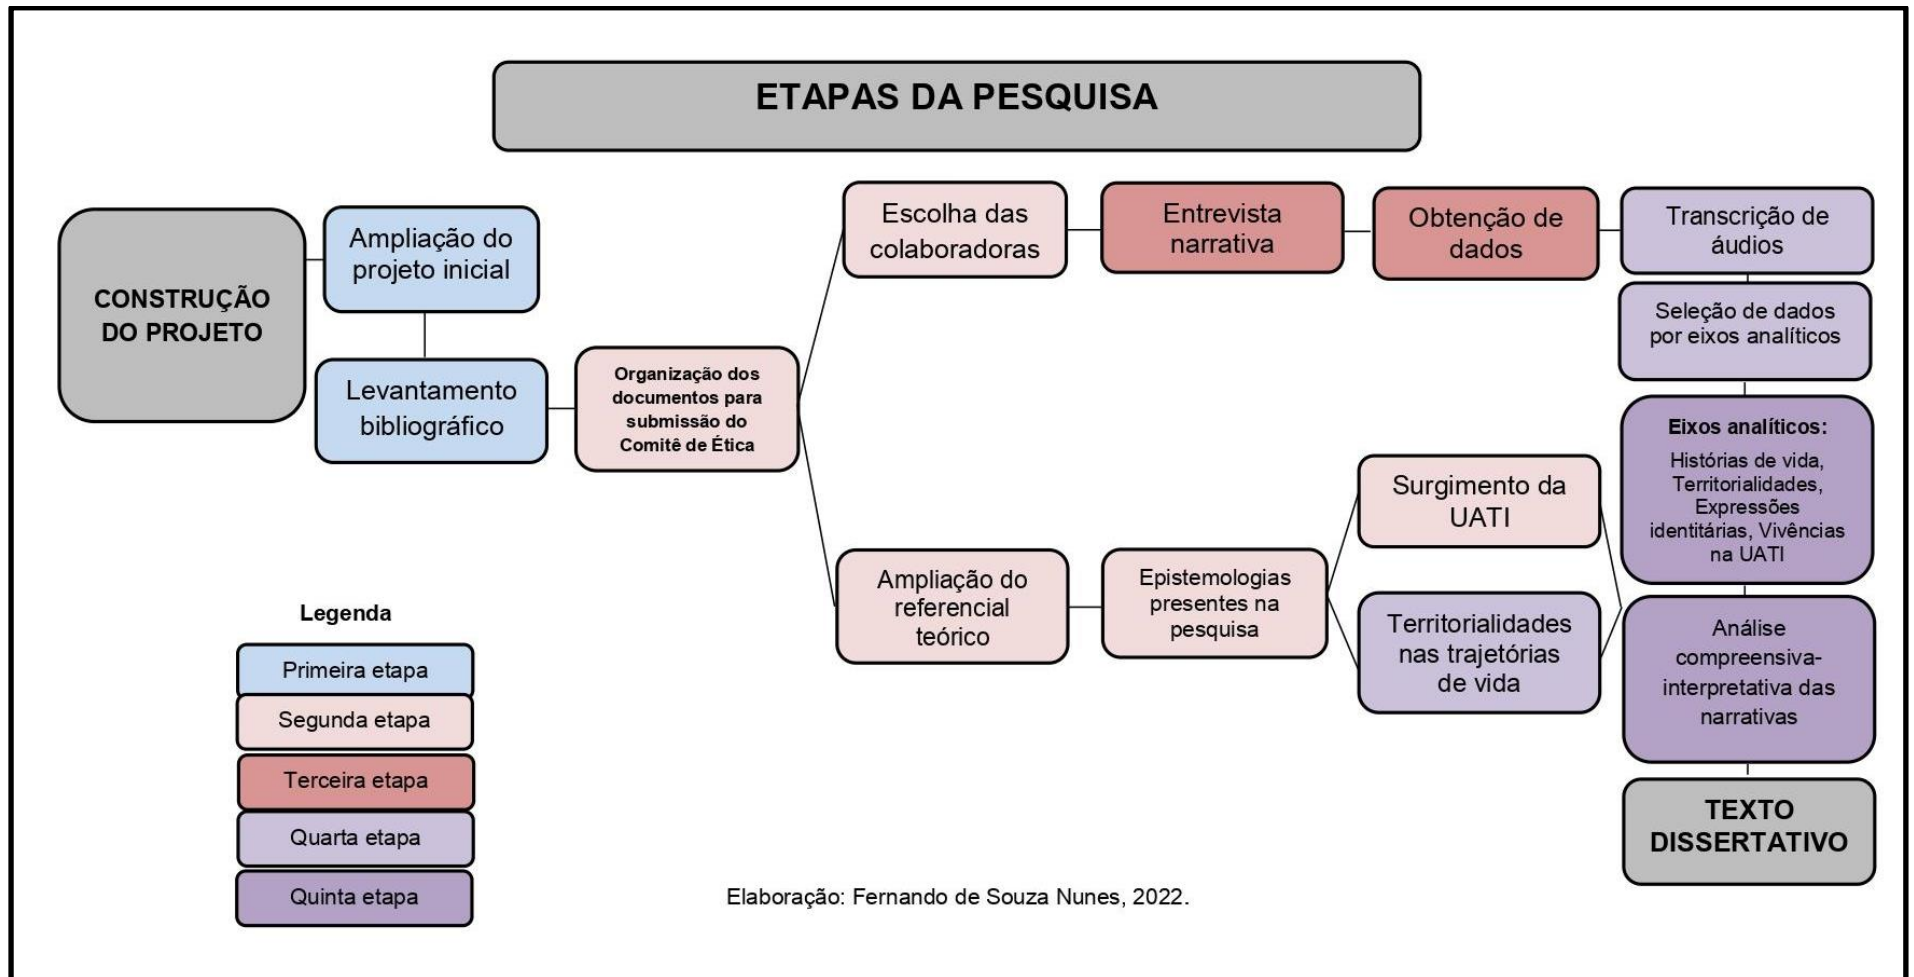 ETAPAS DA PESQUISA
CONSTRUÇÃO
DO PROJETO
Ampliação do
projeto inicial
Levantamento
bibliográfico
Organização dos
documentos para
submissão do
Comitê de Ética
Escolha das
colaboradoras
Entrevista
narrativa
Obtenção de
dados
Transcrição de
áudios
Seleção de dados
por eixos analíticos
Eixos analíticos:
Histórias de vida,
Territorialidades,
Expressões
identitárias, Vivências
na UATI
Ampliação do
referencial
teórico
Epistemologias
presentes na
pesquisa
Surgimento da
UATI
Territorialidades
nas trajetórias
de vida
Análise
compreensiva-
interpretativa das
narrativas
TEXTO
DISSERTATIVO
Legenda
Primeira etapa
Segunda etapa
Terceira etapa
Quarta etapa
Quinta etapa
Elaboração: Fernando de Souza Nunes, 2022.